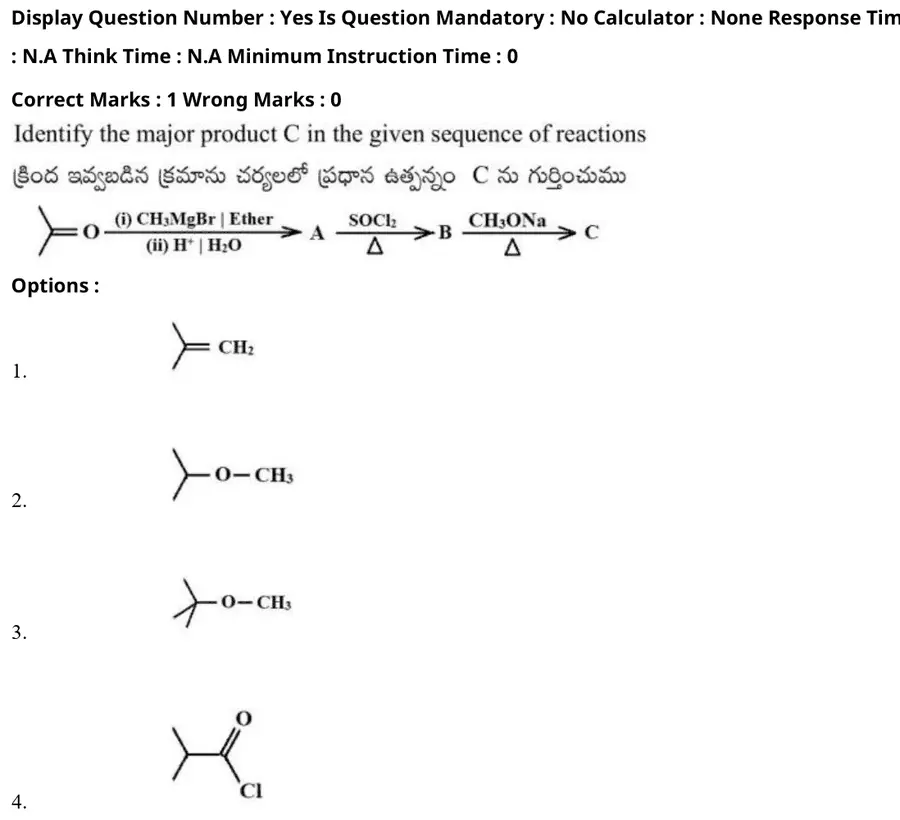 Display Question Number : Yes Is Question Mandatory : No Calculator : None Response Tim
: N.A Think Time : N.A Minimum Instruction Time : 0
Correct Marks : 1 Wrong Marks : 0
Identify the major product C in the given sequence of reactions
క్రింద ఇవ్వబడిన క్రమాను చర్యలలో ప్రధాన ఉత్పన్నం C ను గుర్తించుము
O (i) CH₃MgBr | Ether (ii) H⁺ | H₂O A SOCl₂ Δ B CH₃ONa Δ C
Options :
1. CH₂
2. O–CH₃
3. O–CH₃
4. O Cl